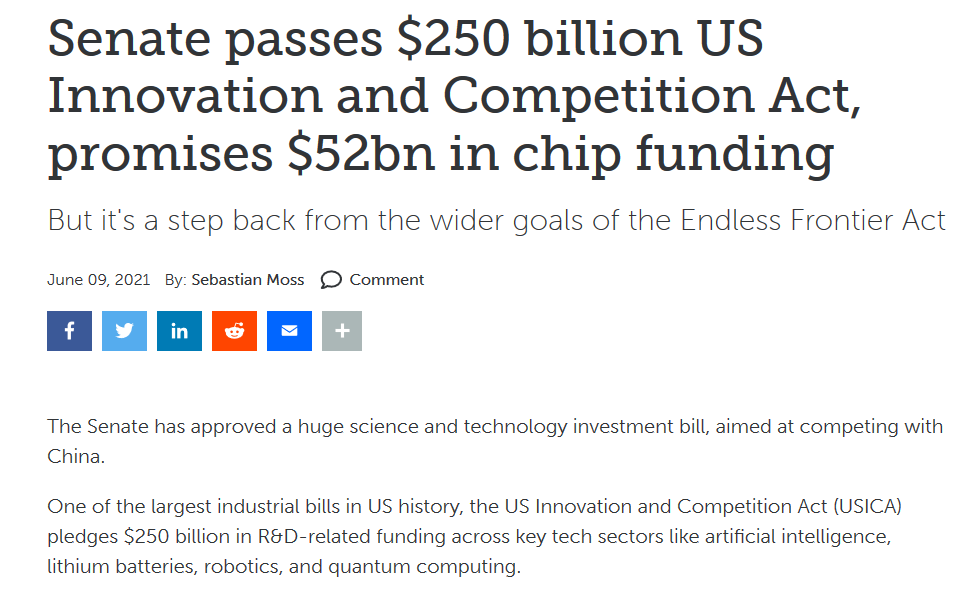 Senate passes $250 billion US
Innovation and Competition Act,
promises $52bn in chip funding
But it's a step back from the wider goals of the Endless Frontier Act
June 09, 2021 By: Sebastian Moss Comment
f in +
The Senate has approved a huge science and technology investment bill, aimed at competing with
China.
One of the largest industrial bills in US history, the US Innovation and Competition Act (USICA)
pledges $250 billion in R&D-related funding across key tech sectors like artificial intelligence,
lithium batteries, robotics, and quantum computing.